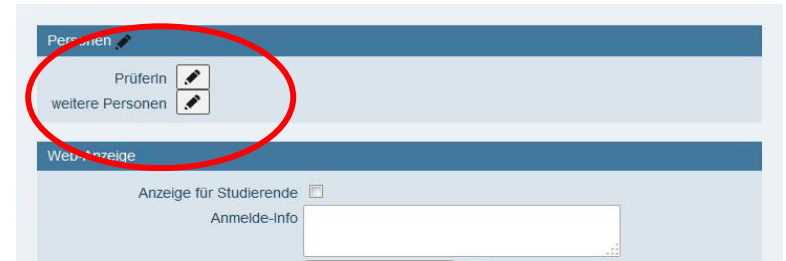 Personen
PrüferIn
weitere Personen
Web-Anzeige
Anzeige für Studierende
Anmelde-Info